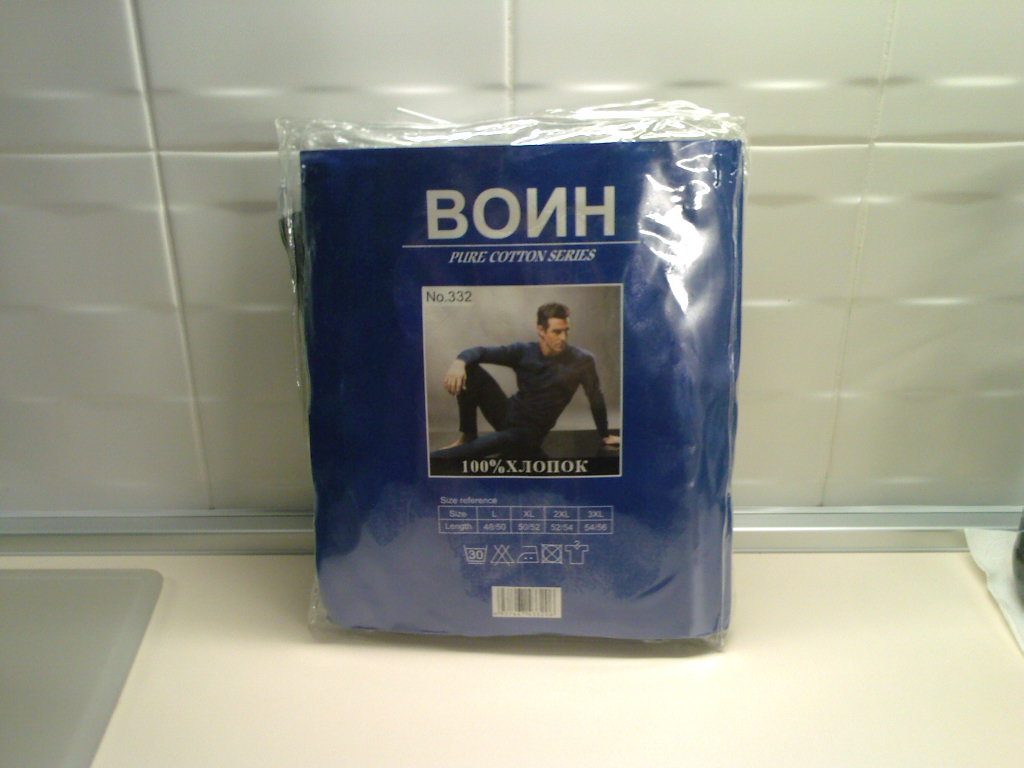 ВОИН
PURE COTTON SERIES
No.332
100%ХЛОПОК
Size reference
Size L XL 2XL 3XL
Length 48/50 50/52 52/54 54/56
30